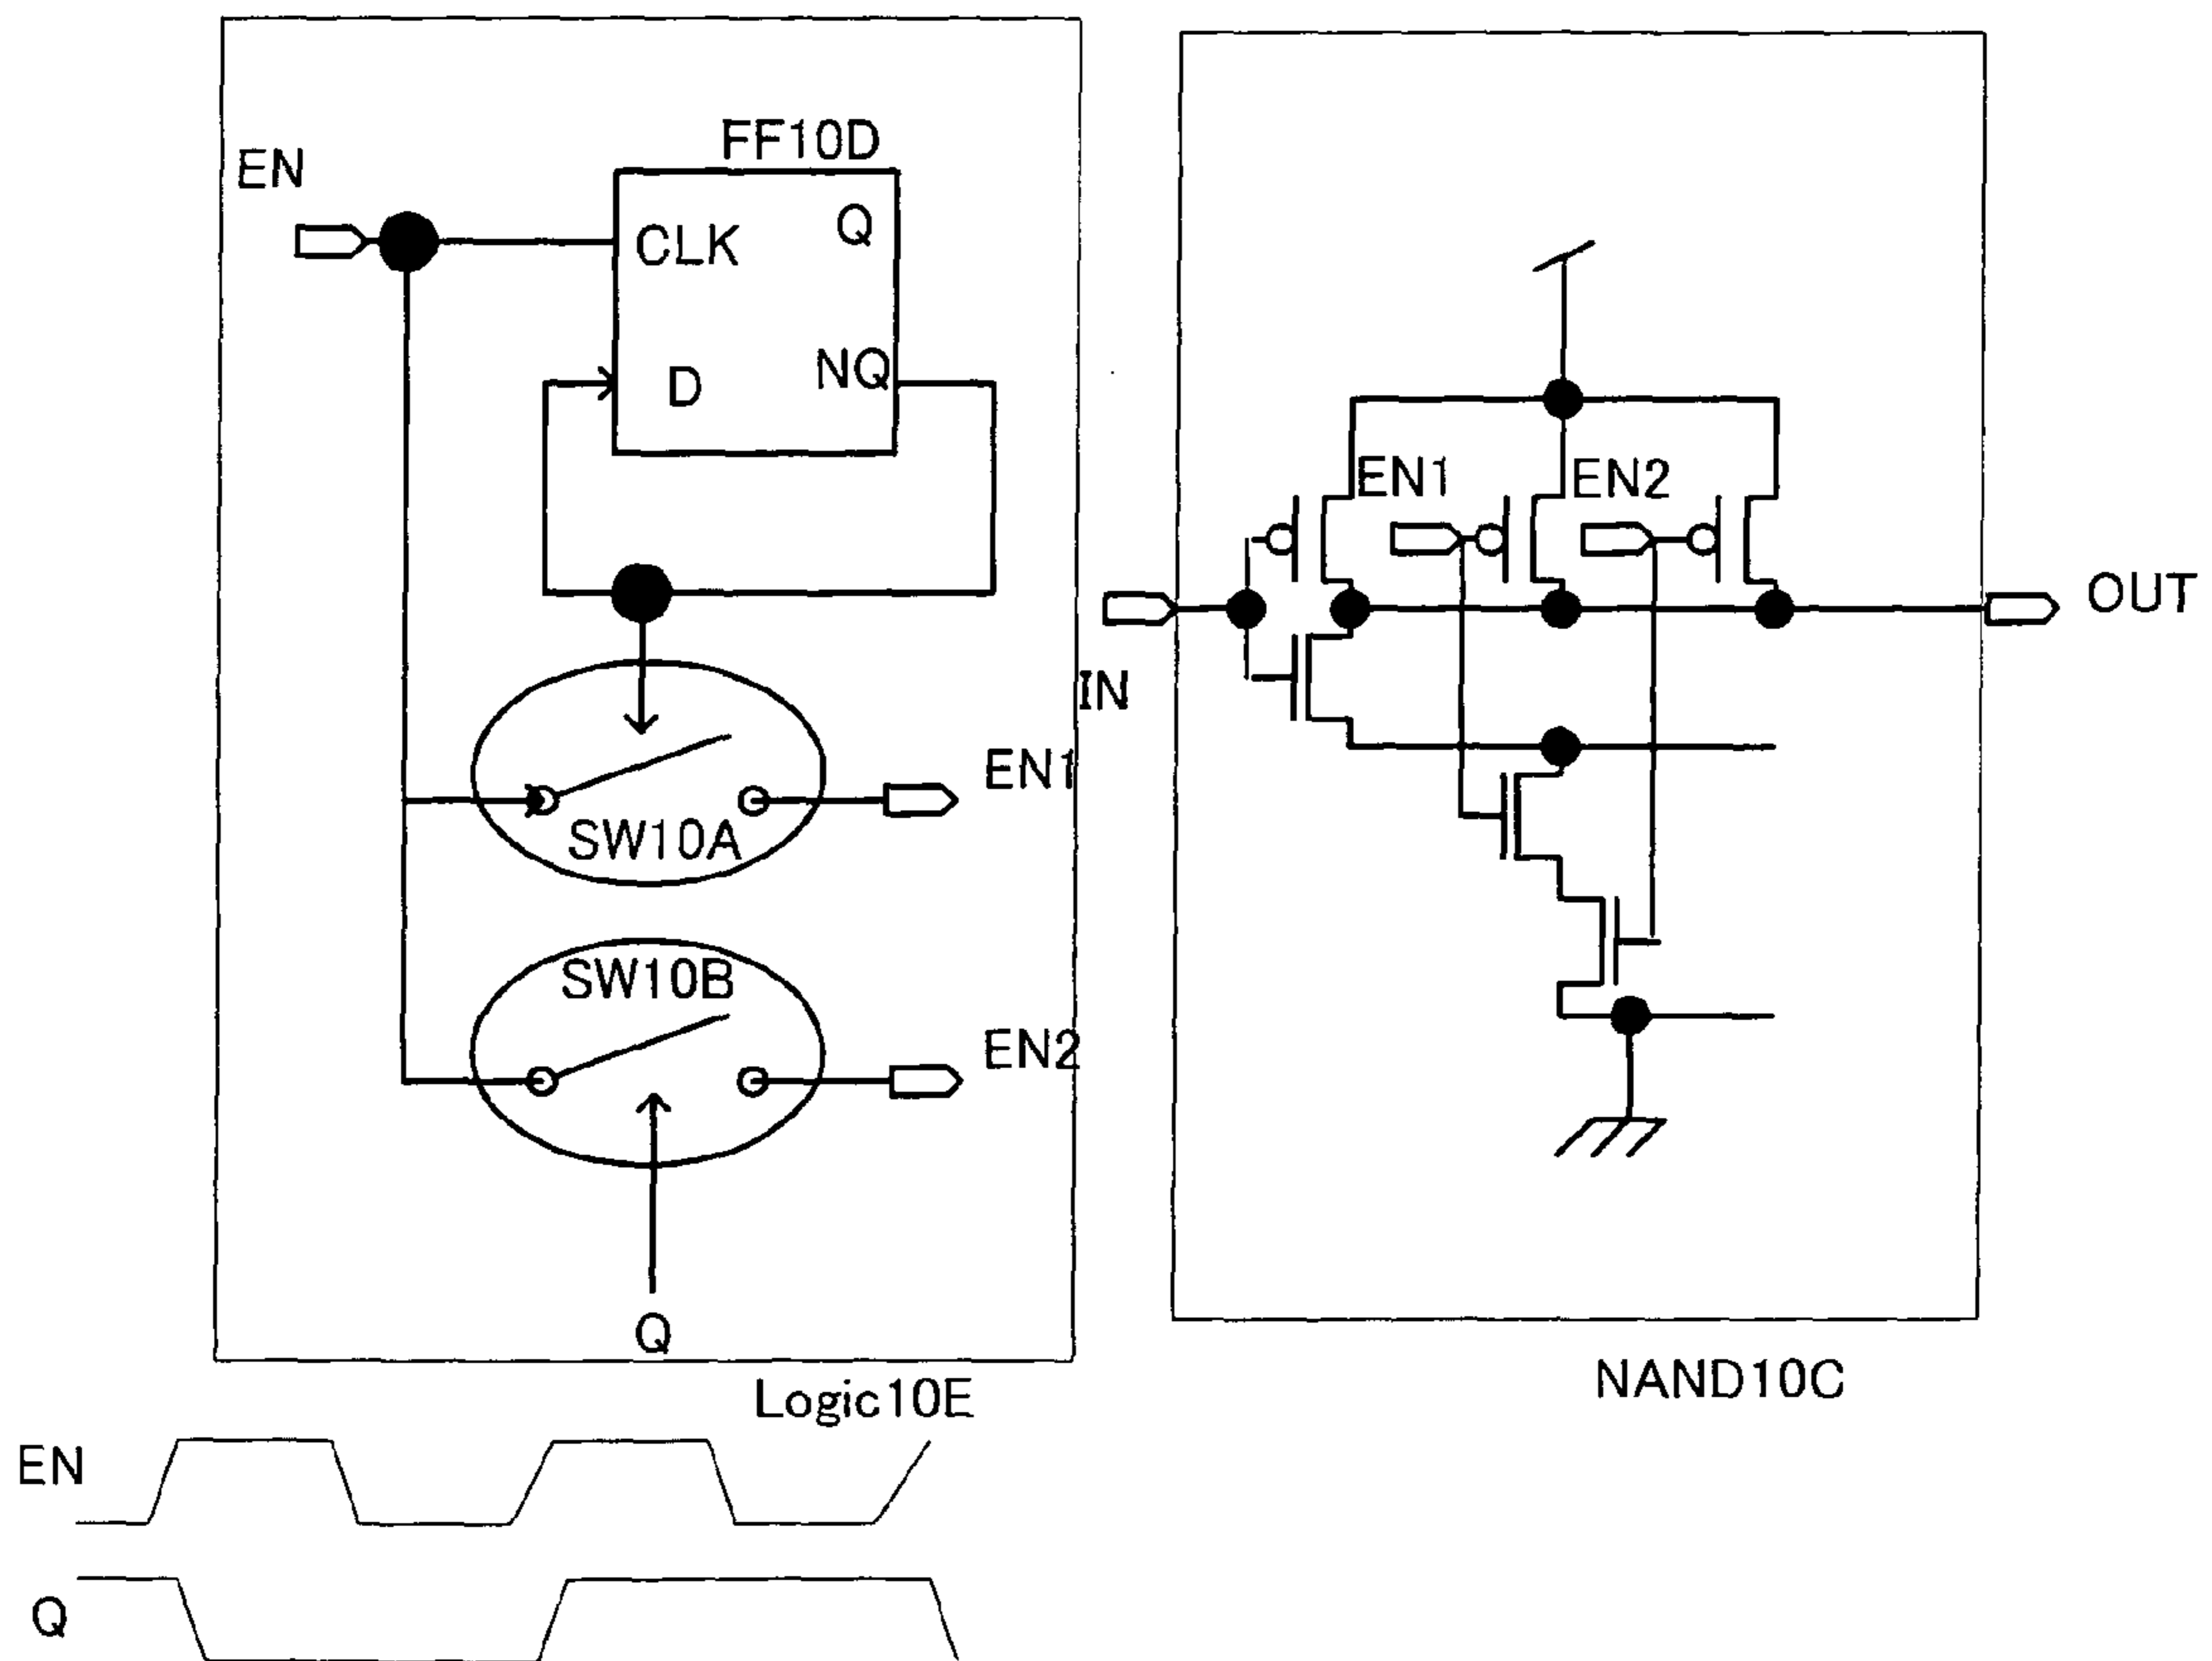 FF10D
EN
CLK
Q
D
NQ
EN1
SW10A
SW10B
EN2
Q
Logic10E
EN1
EN2
IN
OUT
NAND10C
EN
Q